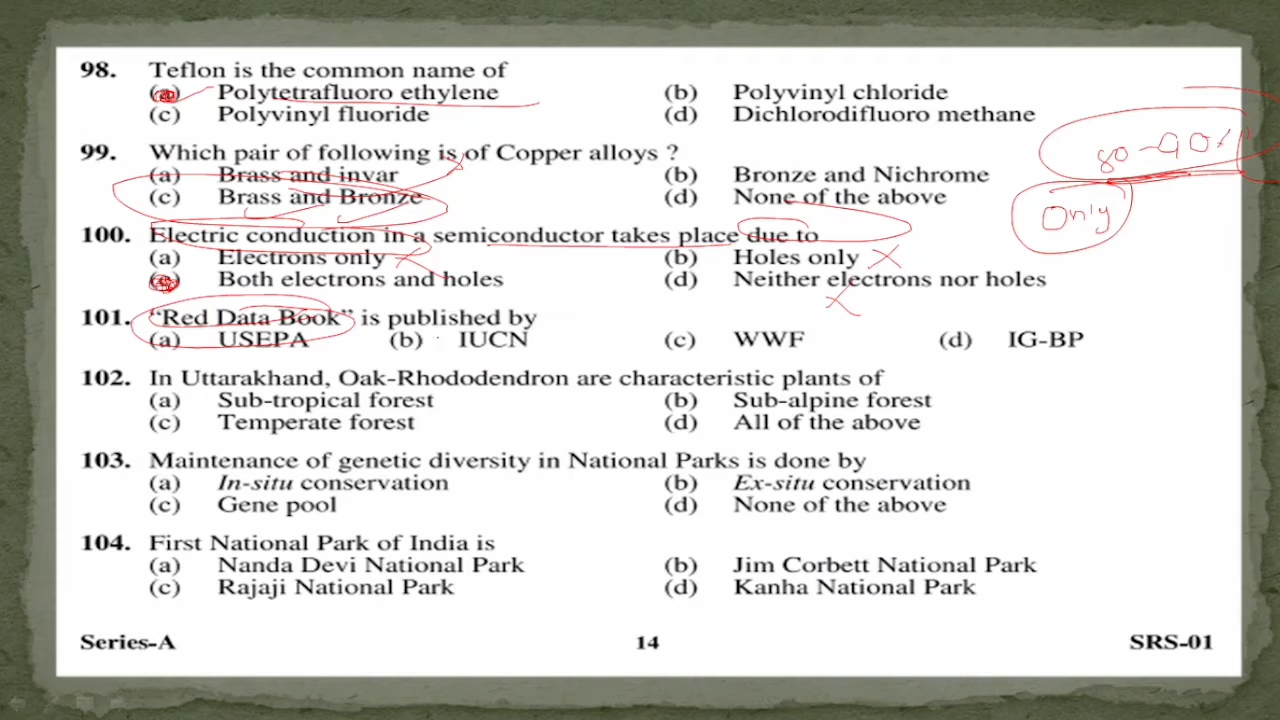 98. Teflon is the common name of
(a) Polytetrafluoro ethylene (b) Polyvinyl chloride
(c) Polyvinyl fluoride (d) Dichlorodifluoro methane
99. Which pair of following is of Copper alloys ?
(a) Brass and invar (b) Bronze and Nichrome
(c) Brass and Bronze (d) None of the above
80-90%
Only
100. Electric conduction in a semiconductor takes place due to
(a) Electrons only (b) Holes only
Both electrons and holes (d) Neither electrons nor holes
101. “Red Data Book” is published by
(a) USEPA (b) IUCN (c) WWF (d) IG-BP
102. In Uttarakhand, Oak-Rhododendron are characteristic plants of
(a) Sub-tropical forest (b) Sub-alpine forest
(c) Temperate forest (d) All of the above
103. Maintenance of genetic diversity in National Parks is done by
(a) In-situ conservation (b) Ex-situ conservation
(c) Gene pool (d) None of the above
104. First National Park of India is
(a) Nanda Devi National Park (b) Jim Corbett National Park
(c) Rajaji National Park (d) Kanha National Park
Series-A 14 SRS-01